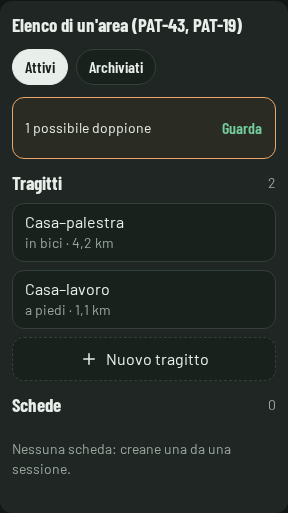 Elenco di un'area (PAT-43, PAT-19)
Attivi
Archiviati
1 possibile doppione
Guarda
Tragitti
2
Casa–palestra
in bici · 4,2 km
Casa–lavoro
a piedi · 1,1 km
+ Nuovo tragitto
Schede
0
Nessuna scheda: creane una da una
sessione.